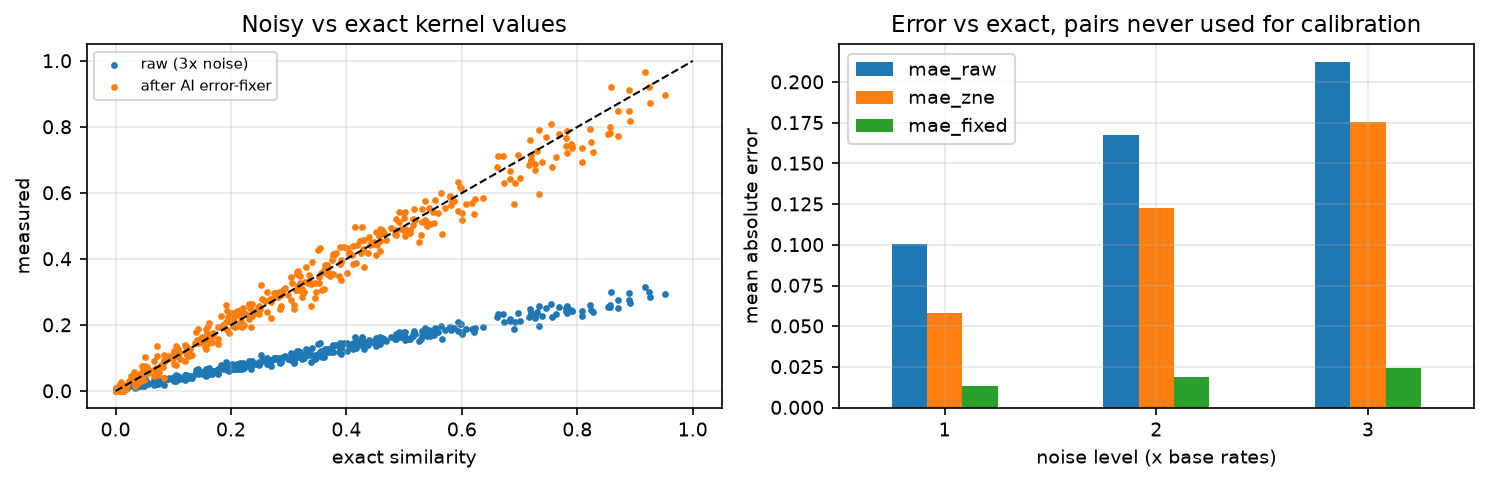 Noisy vs exact kernel values
raw (3x noise)
after AI error-fixer
1.0
0.8
0.6
0.4
0.2
0.0
measured
0.0 0.2 0.4 0.6 0.8 1.0
exact similarity
Error vs exact, pairs never used for calibration
mae_raw
mae_zne
mae_fixed
0.200
0.175
0.150
0.125
0.100
0.075
0.050
0.025
0.000
mean absolute error
1 2 3
noise level (x base rates)